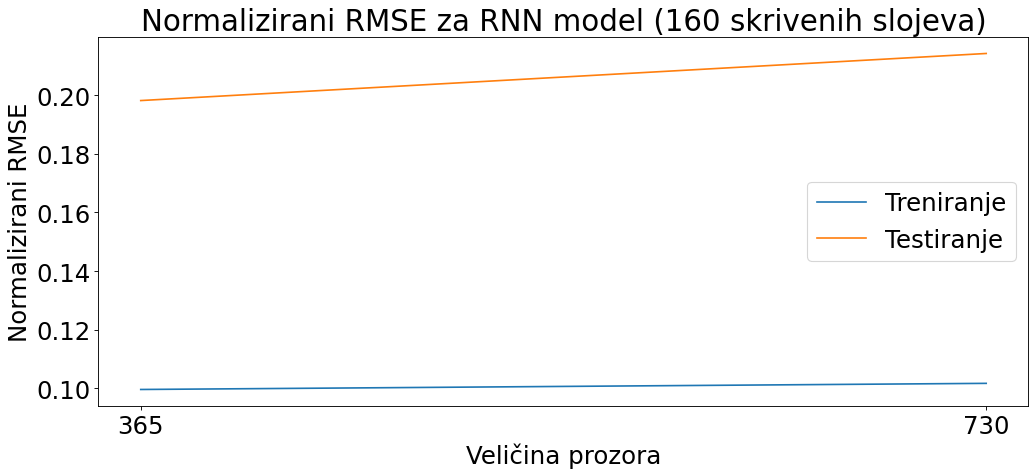 Normalizirani RMSE za RNN model (160 skrivenih slojeva)
Normalizirani RMSE
0.20
0.18
0.16
0.14
0.12
0.10
Treniranje
Testiranje
365
730
Veličina prozora